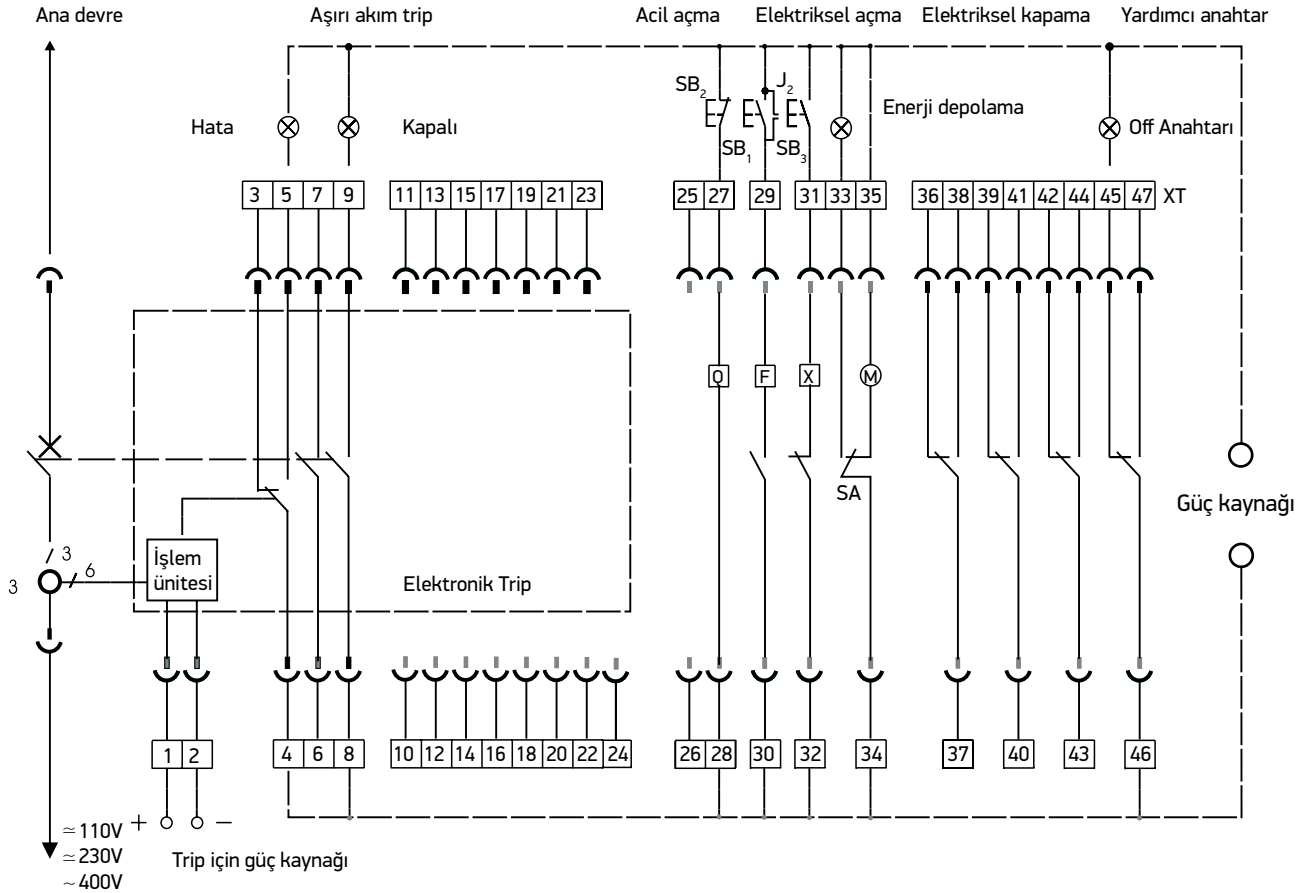 Ana devre Aşırı akım trip Acil açma Elektriksel açma Elektriksel kapama Yardımcı anahtar
SB2 J2
Enerji depolama
Hata Kapalı Off Anahtarı
SB1 SB3
3 5 7 9 11 13 15 17 19 21 23 25 27 29 31 33 35 36 38 39 41 42 44 45 47 XT
Q F X M
SA
Güç kaynağı
3
İşlem
ünitesi
3 6
Elektronik Trip
1 2 4 6 8 10 12 14 16 18 20 22 24 26 28 30 32 34 37 40 43 46
+ −
≃110V
≃230V
~400V
Trip için güç kaynağı